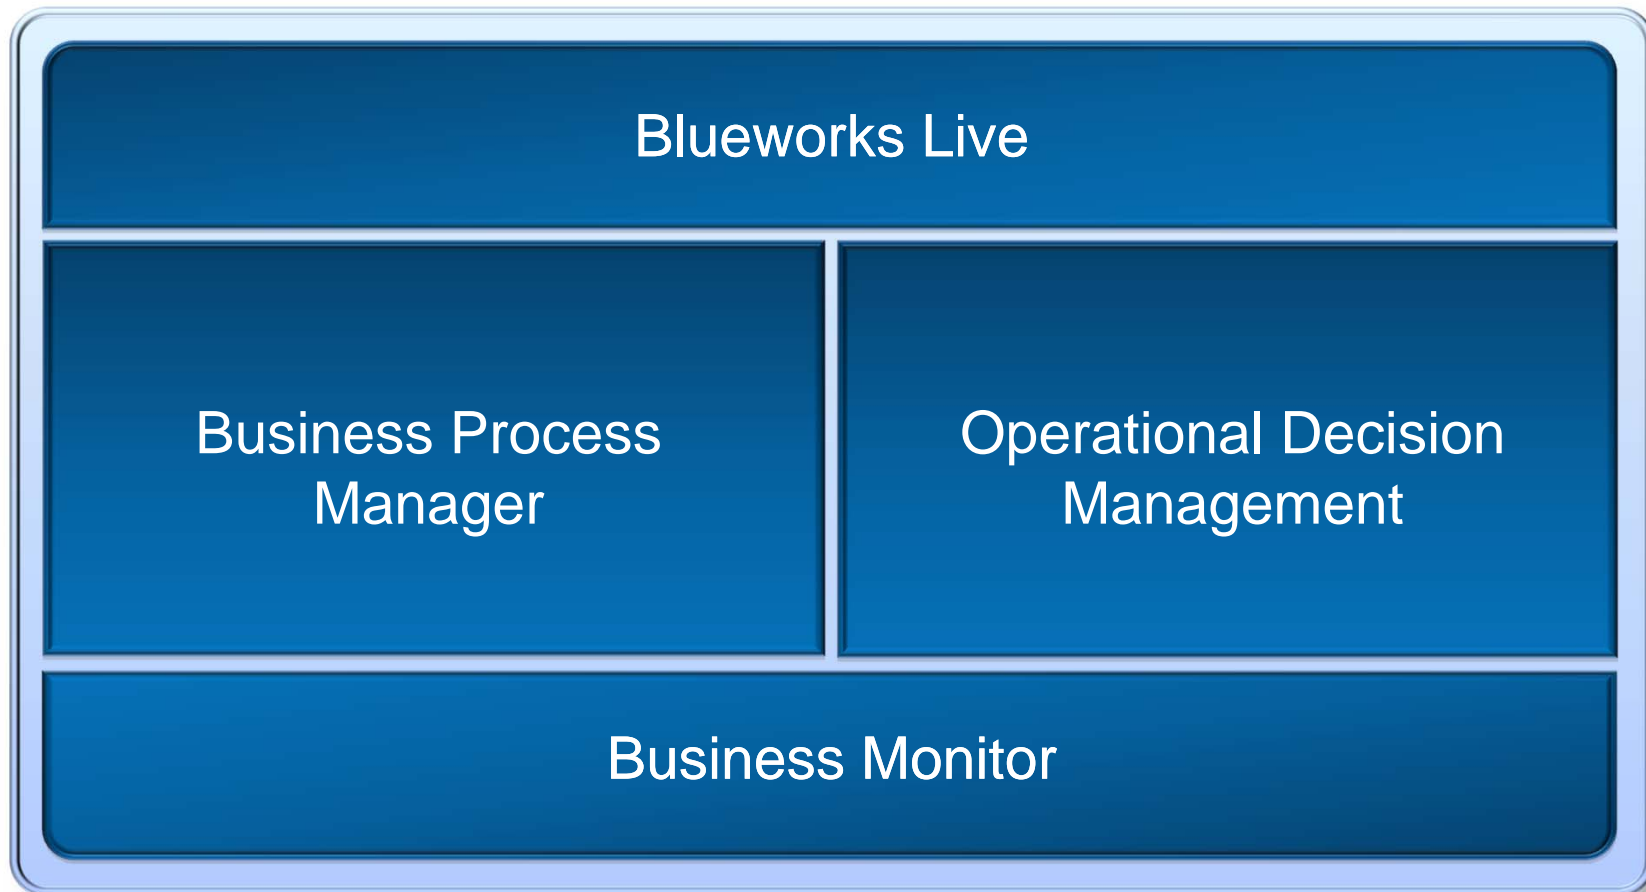 Blueworks Live
Business Process
Manager
Operational Decision
Management
Business Monitor